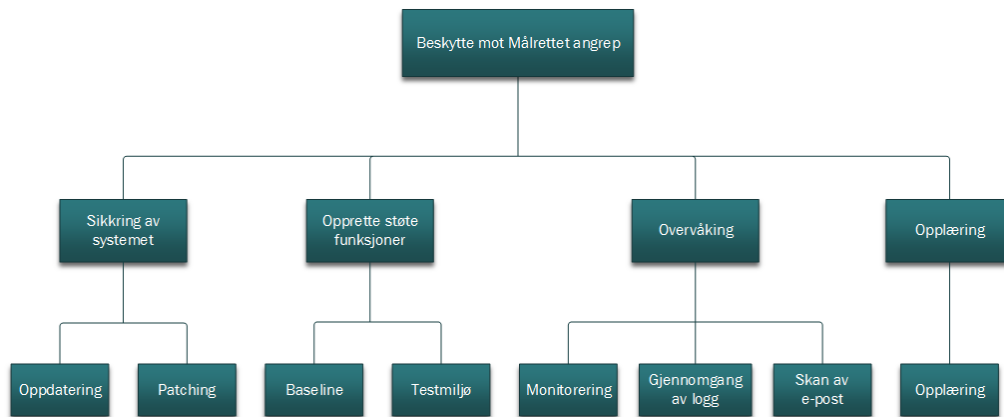 Beskytte mot Målrettet angrep
Sikkring av
systemet
Opprette støte
funksjoner
Overvåking
Opplæring
Oppdatering
Patching
Baseline
Testmiljø
Monitorering
Gjennomgang
av logg
Skan av
e-post
Opplæring